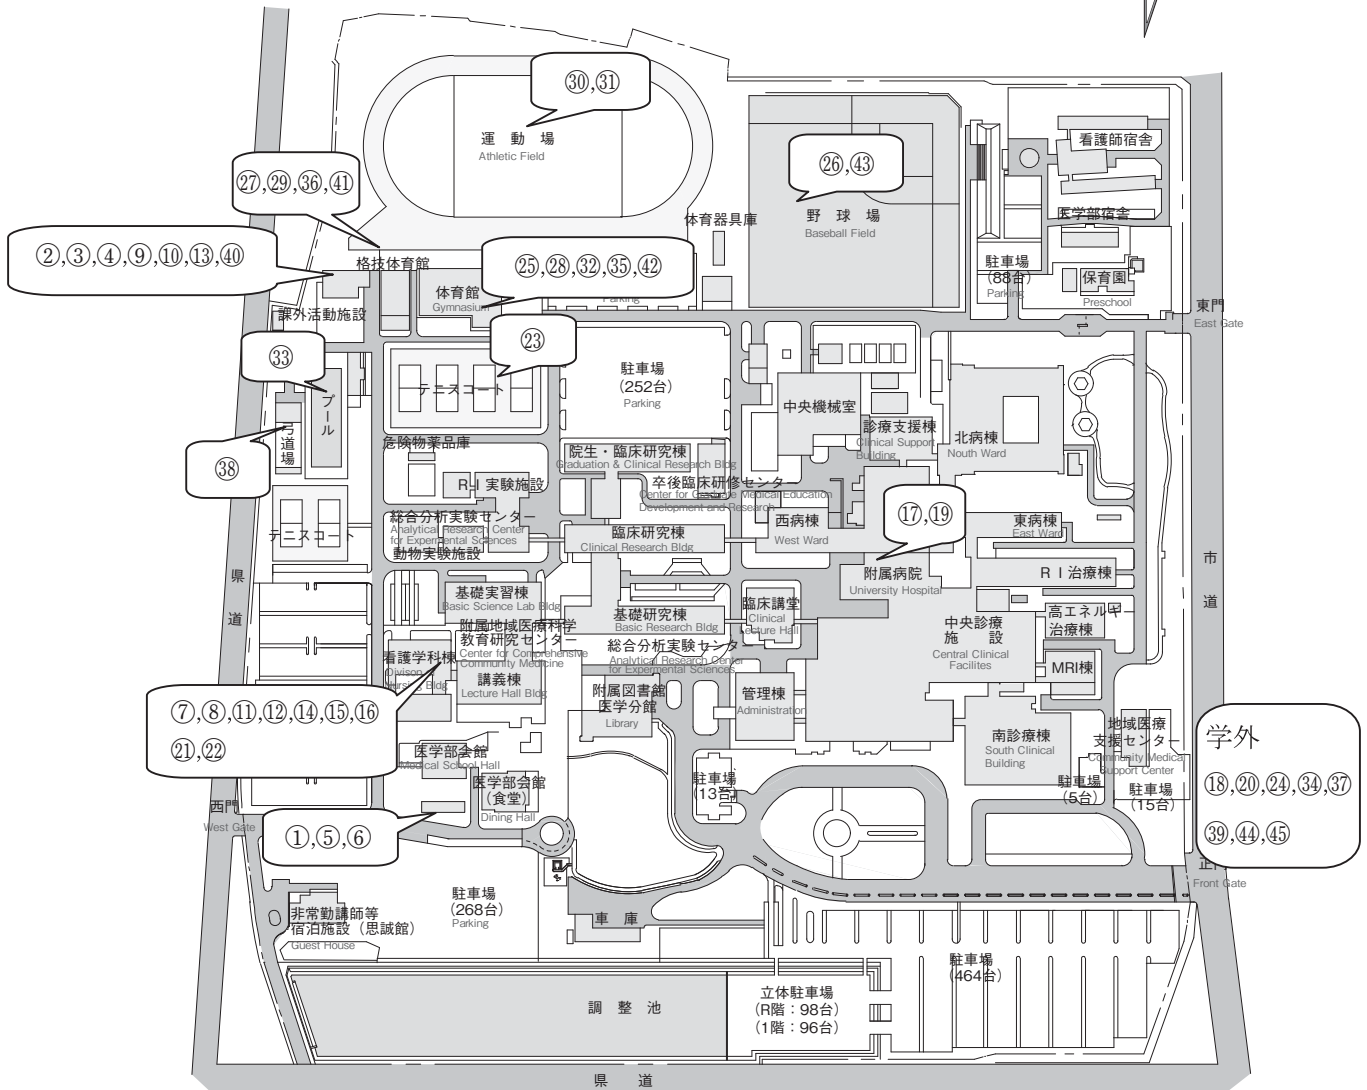 ㉚,㉛
運 動 場
Athletic Field
㉖,㊸
野 球 場
Baseball Field
看護師宿舎
医学部宿舎
駐車場
(88台)
Parking
保育園
Preschool
東門
East Gate
㉗,㉙,㊱,㊶
②,③,④,⑨,⑩,⑬,㊵
格技体育館
体育館
Gymnasium
㉕,㉘,㉜,㉟,㊷
Parking
体育器具庫
課外活動施設
㉝
㉓
プール
弓道場
㊳
テニスコート
駐車場
(252台)
Parking
中央機械室
診療支援棟
Clinical Support
Building
北病棟
Nouth Ward
危険物薬品庫
院生・臨床研究棟
Graduation & Clinical Research Bldg
RI 実験施設
卒後臨床研修センター
Center for Graduate Medical Education
Development and Research
総合分析実験センター
Analytical Research Center
for Expermental Sciences
動物実験施設
臨床研究棟
Clinical Research Bldg
西病棟
West Ward
⑰,⑲
東病棟
East Ward
テニスコート
県道
市道
附属病院
University Hospital
RI治療棟
基礎実習棟
Basic Science Lab Bldg
基礎研究棟
Basic Research Bldg
臨床講堂
Clinical
Lecture Hall
中央診療
施 設
Central Clinical
Facilites
高エネルギー
治療棟
MRI棟
附属地域医療科学
教育研究センター
Center for Comprehensive
Community Medicine
看護学科棟
Divison
Nursing Bldg
講義棟
Lecture Hall Bldg
総合分析実験センター
Analytical Research Center
for Expermental Sciences
附属図書館
医学分館
Library
管理棟
Administration
⑦,⑧,⑪,⑫,⑭,⑮,⑯
㉑,㉒
南診療棟
South Clinical
Building
地域医療
支援センター
Community Medical
Support Center
学外
⑱,⑳,㉔,㉞,㊲
㊴,㊹,㊺
医学部会館
Medical School Hall
医学部会館
(食堂)
Dining Hall
駐車場
(13台)
駐車場
(5台)
駐車場
(15台)
西門
West Gate
①,⑤,⑥
正門
Front Gate
非常勤講師等
宿泊施設（思誠館）
Guest House
駐車場
(268台)
Parking
車 庫
駐車場
(464台)
調 整 池
立体駐車場
(R階：98台)
(1階：96台)
県 道